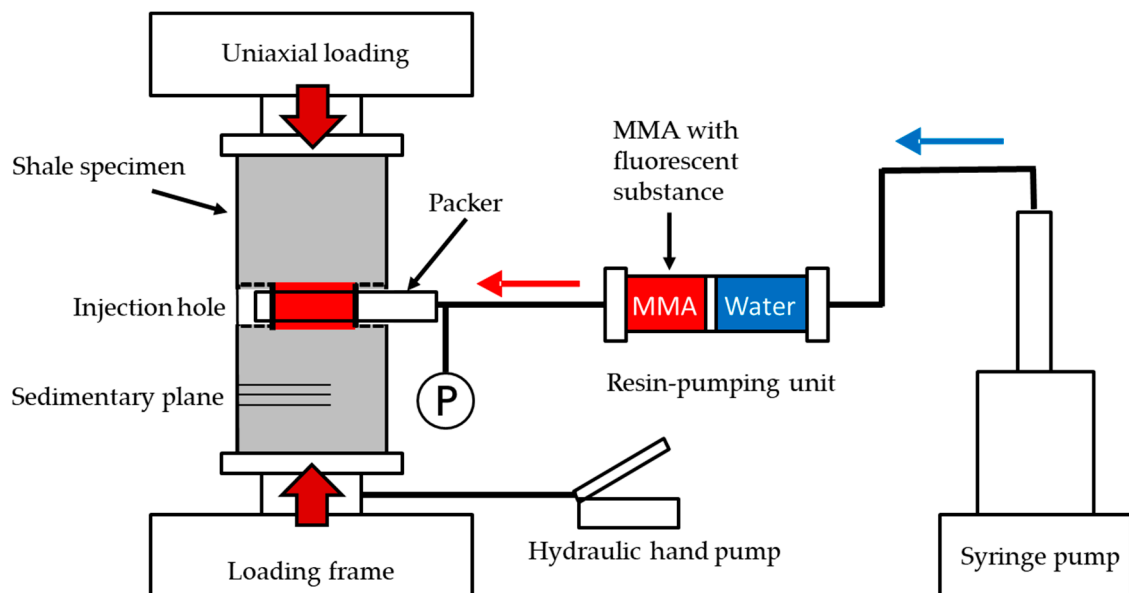 Uniaxial loading
Shale specimen
Packer
MMA with
fluorescent
substance
Injection hole
MMA
Water
Sedimentary plane
P
Resin-pumping unit
Hydraulic hand pump
Loading frame
Syringe pump